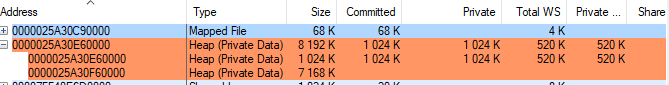 Address Type Size Committed Private Total WS Private ... Share
0000025A30C90000 Mapped File 68 K 68 K 4 K
0000025A30E60000 Heap (Private Data) 8 192 K 1 024 K 1 024 K 520 K 520 K
0000025A30E60000 Heap (Private Data) 1 024 K 1 024 K 1 024 K 520 K 520 K
0000025A30F60000 Heap (Private Data) 7 168 K